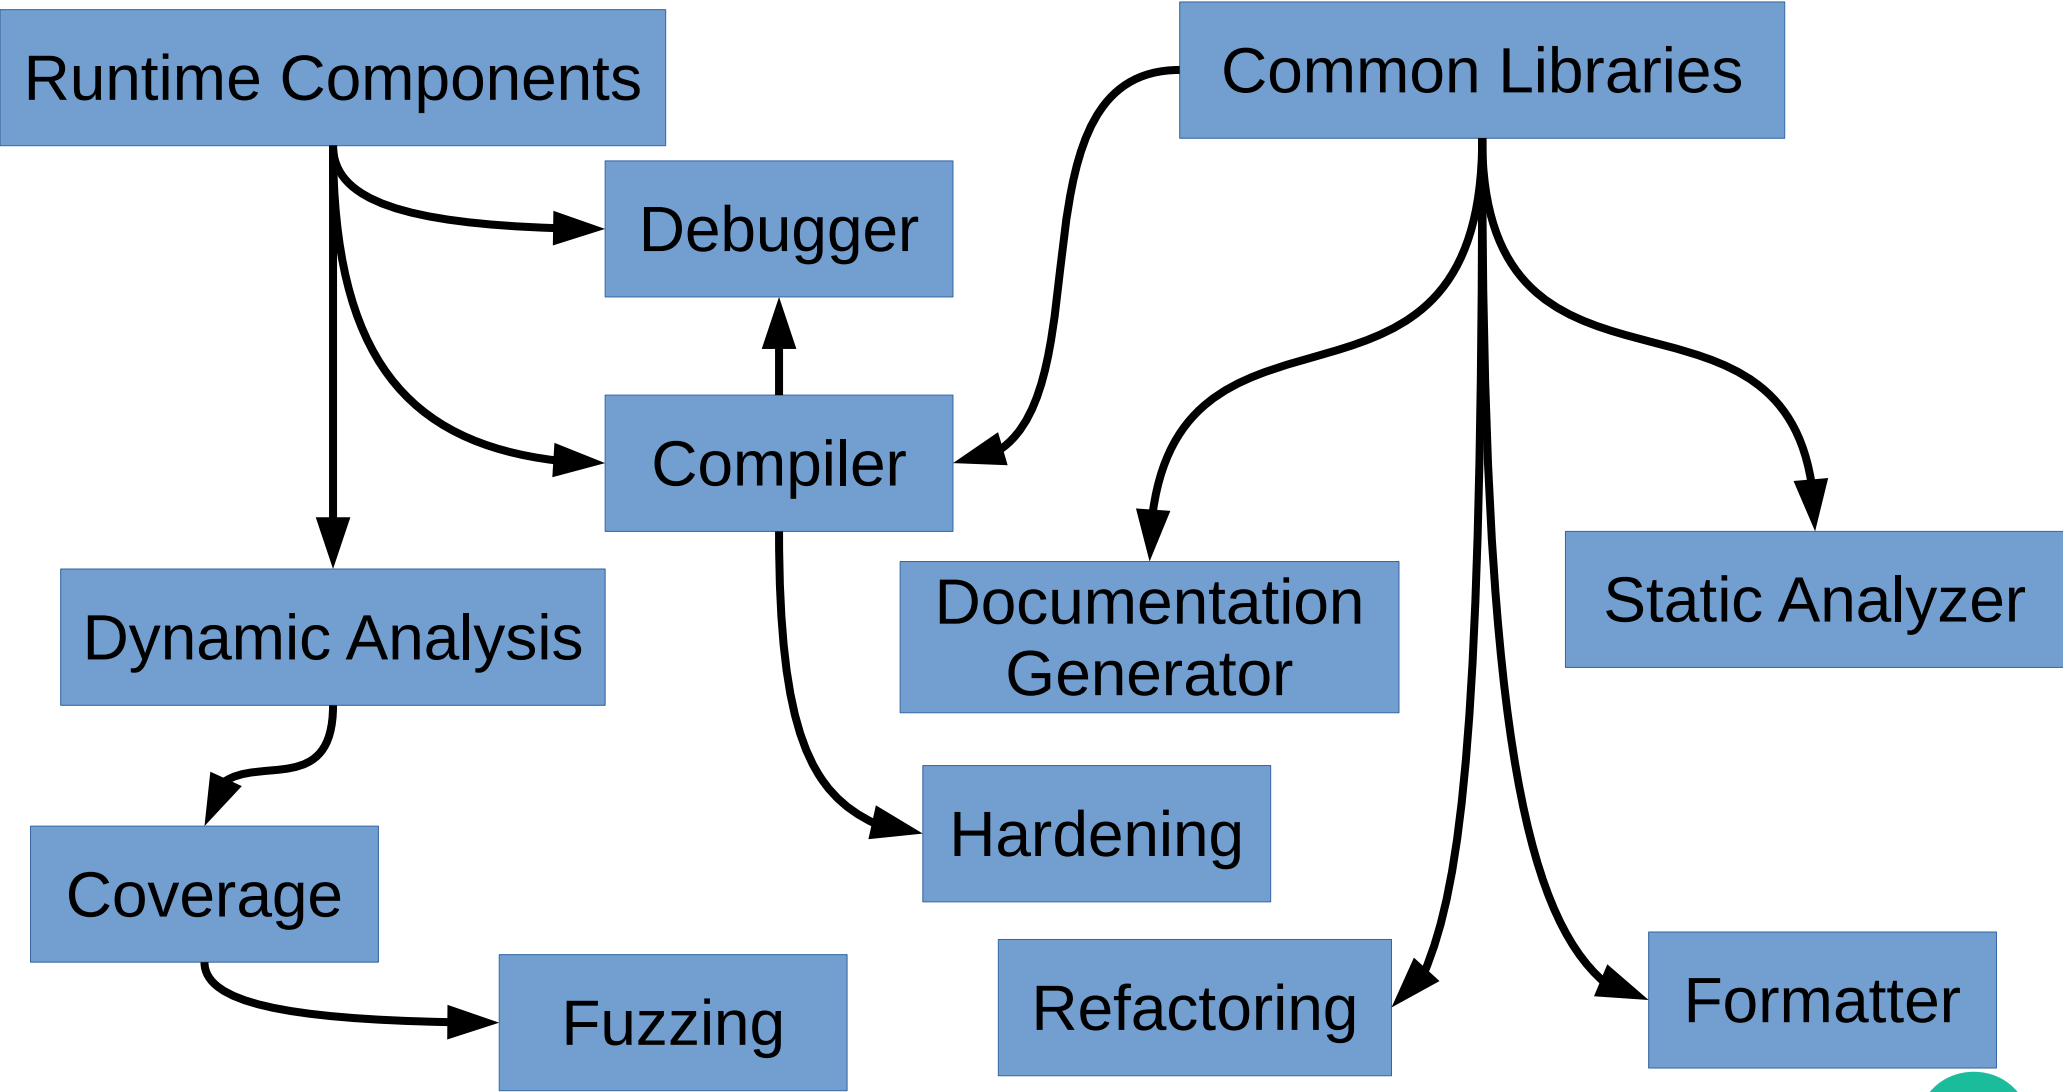 Runtime Components
Common Libraries
Debugger
Compiler
Dynamic Analysis
Documentation
Generator
Static Analyzer
Hardening
Coverage
Fuzzing
Refactoring
Formatter